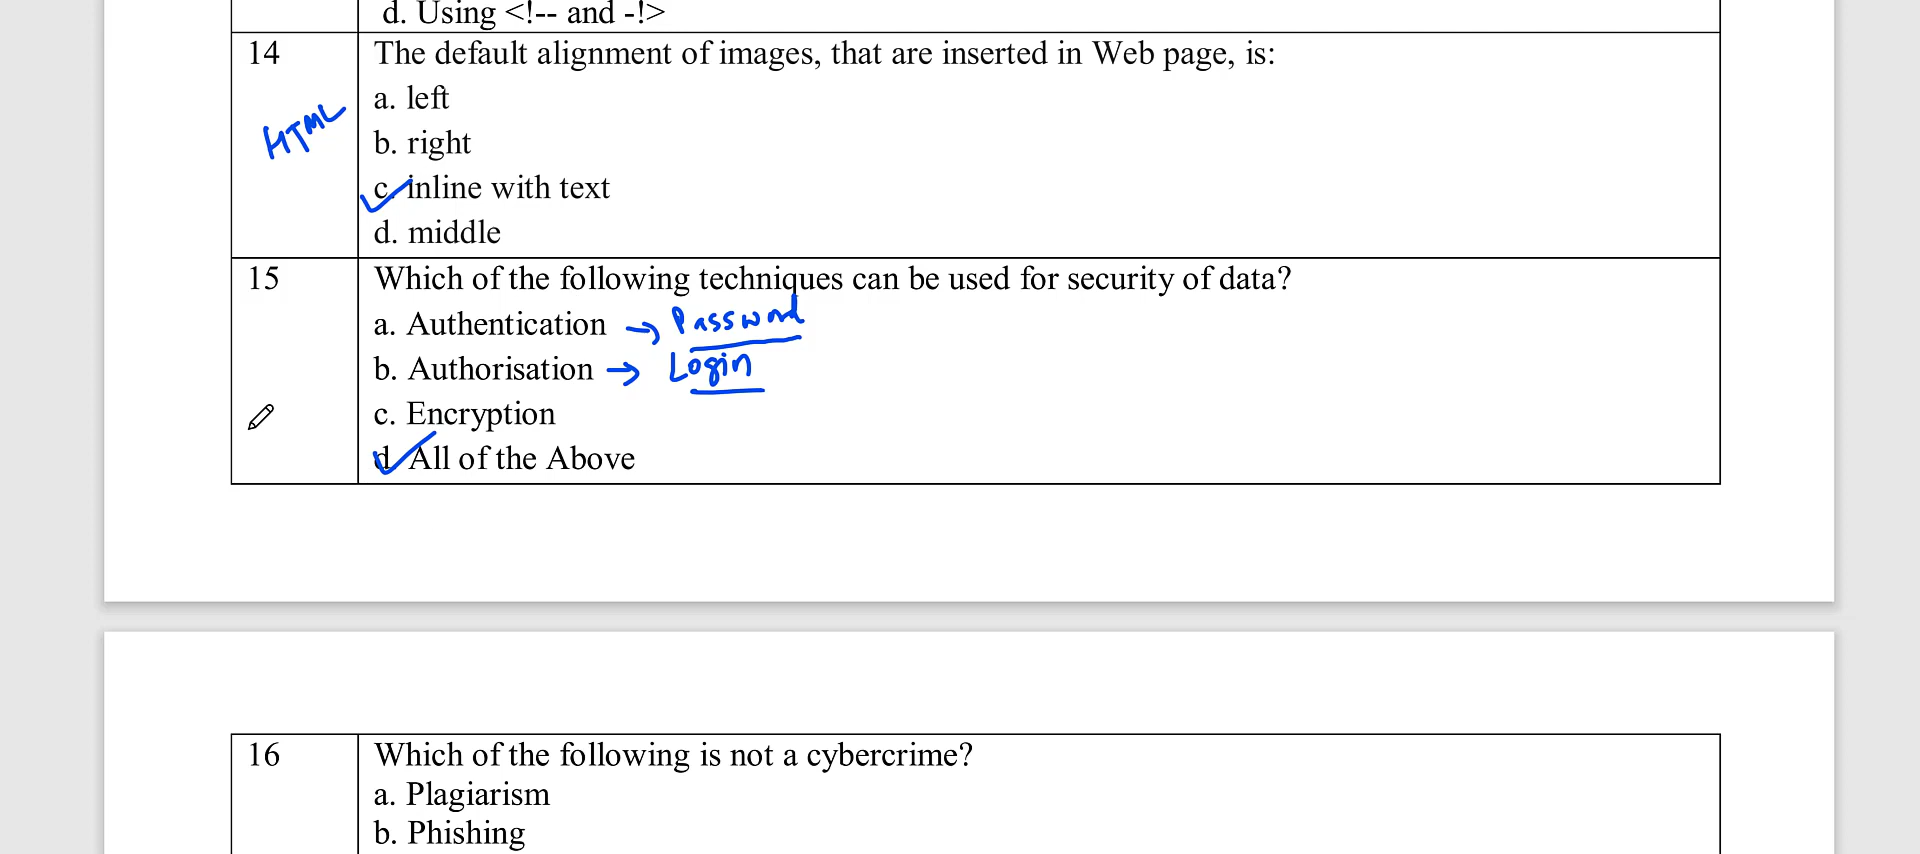 d. Using <!-- and -!>
14 The default alignment of images, that are inserted in Web page, is:
a. left
HTML
b. right
c. inline with text
d. middle
15 Which of the following techniques can be used for security of data?
a. Authentication → Password
b. Authorisation → Login
c. Encryption
d. All of the Above
16 Which of the following is not a cybercrime?
a. Plagiarism
b. Phishing